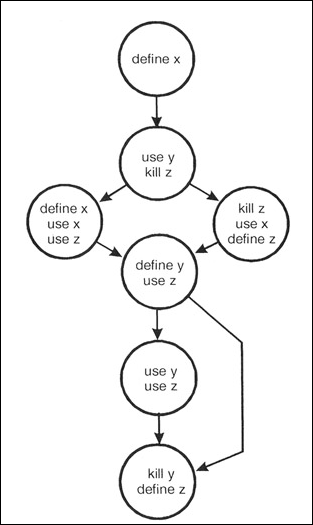 define x
use y
kill z
define x
use x
use z
kill z
use x
define z
define y
use z
use y
use z
kill y
define z